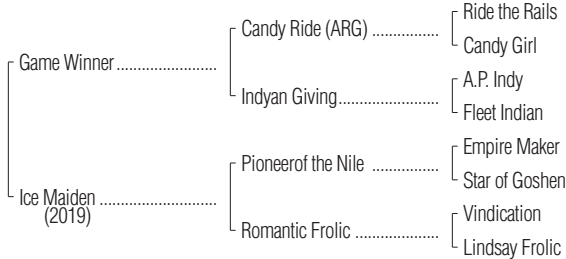 Ride the Rails
Candy Ride (ARG) ................
Candy Girl
Game Winner ........................
A.P. Indy
Indyan Giving........................
Fleet Indian
Empire Maker
Pioneerof the Nile ................
Star of Goshen
Ice Maiden ............................
(2019)
Vindication
Romantic Frolic ....................
Lindsay Frolic